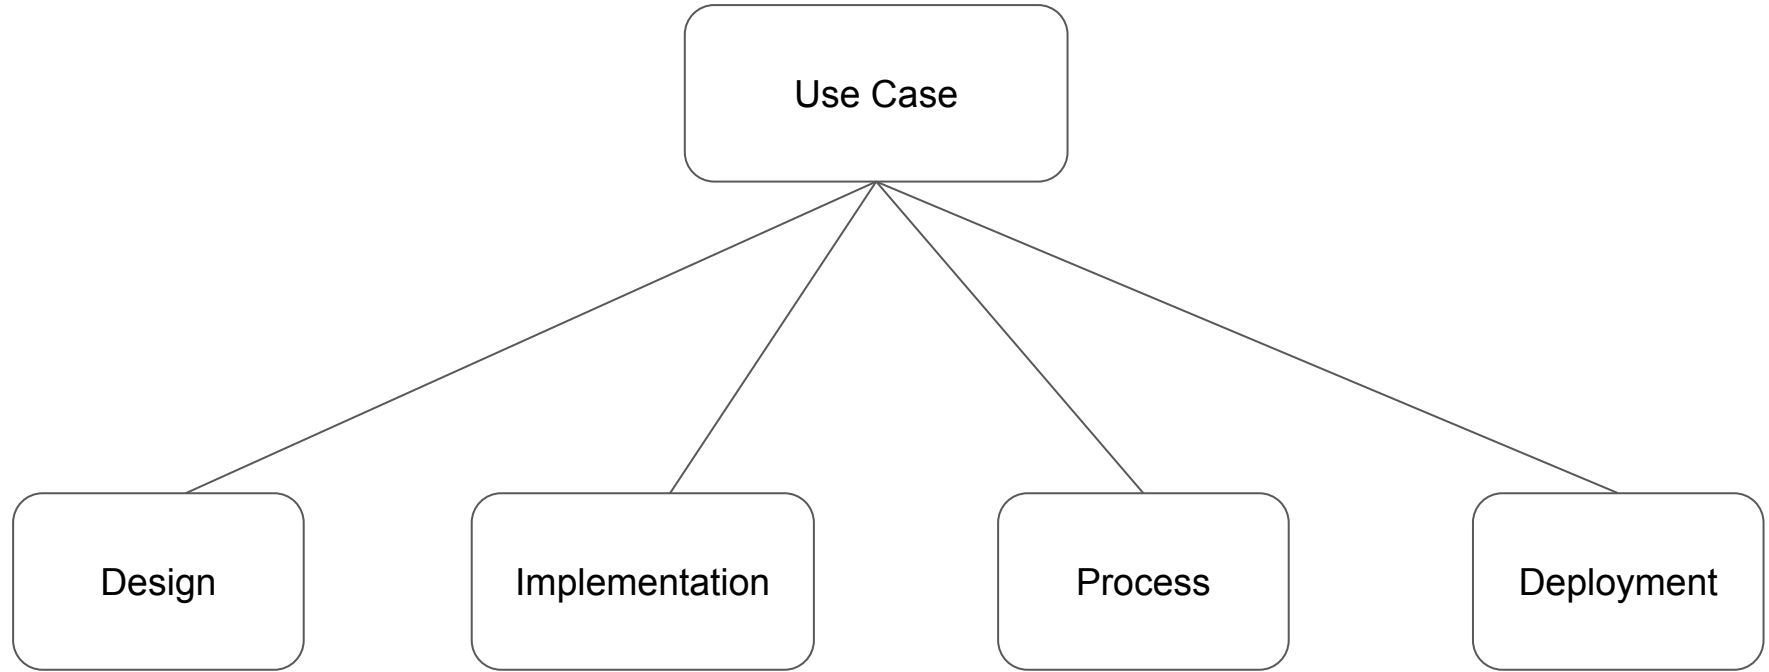 Use Case
Design
Implementation
Process
Deployment